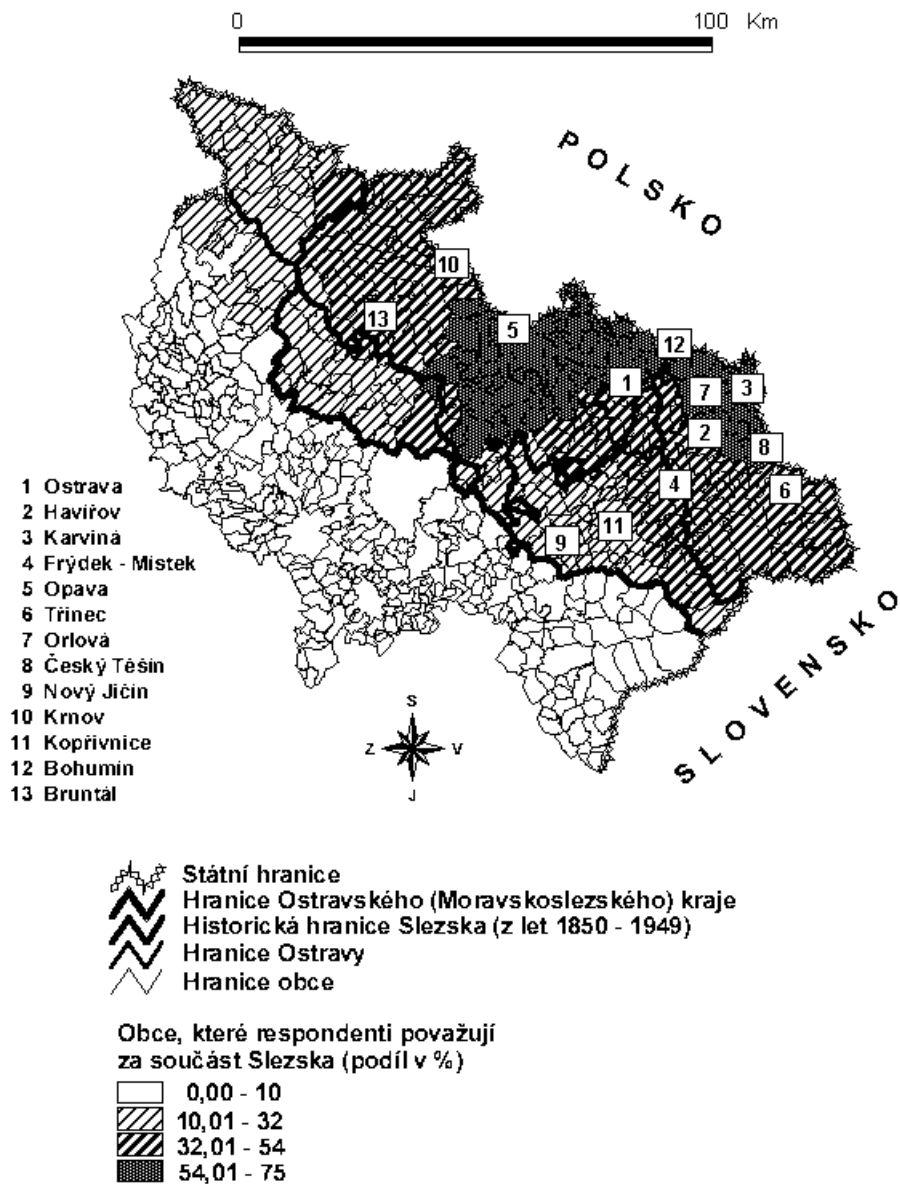 0 100 Km
POLSKO
10
13
5
12
1
7
3
2
8
4
6
9
11
SLOVENSKO
1 Ostrava
2 Havířov
3 Karviná
4 Frýdek - Místek
5 Opava
6 Třinec
7 Orlová
8 Český Těšín
9 Nový Jičín
10 Krnov
11 Kopřivnice
12 Bohumín
13 Bruntál
S
Z V
J
Státní hranice
Hranice Ostravského (Moravskoslezského) kraje
Historická hranice Slezska (z let 1850 - 1949)
Hranice Ostravy
Hranice obce
Obce, které respondenti považují
za součást Slezska (podíl v %)
0,00 - 10
10,01 - 32
32,01 - 54
54,01 - 75